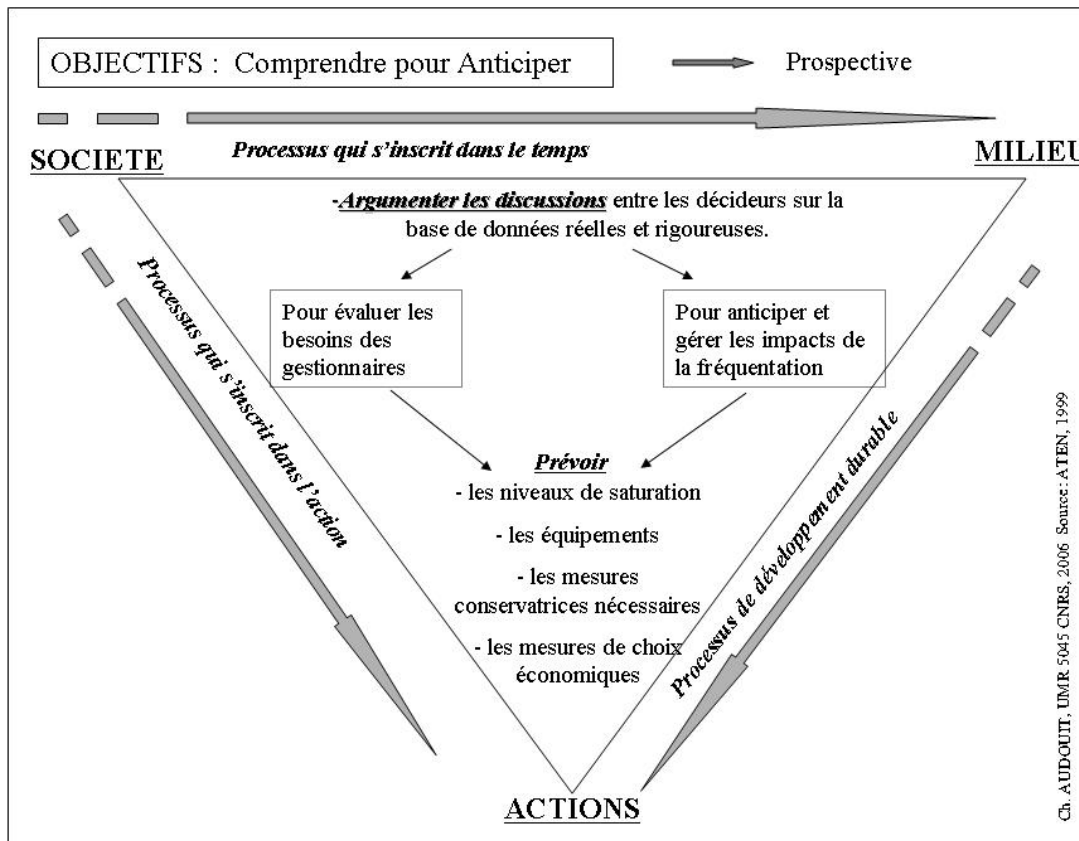 OBJECTIFS : Comprendre pour Anticiper
Prospective
SOCIETE
Processus qui s'inscrit dans le temps
MILIEU
-Argumenter les discussions entre les décideurs sur la
base de données réelles et rigoureuses.
Processus qui s'inscrit dans l'action
Pour évaluer les
besoins des
gestionnaires
Pour anticiper et
gérer les impacts de
la fréquentation
Processus de développement durable
Prévoir
- les niveaux de saturation
- les équipements
- les mesures
conservatrices nécessaires
- les mesures de choix
économiques
ACTIONS
Ch. AUDOUIT, UMR 5045 CNRS, 2006 Source: ATEN, 1999